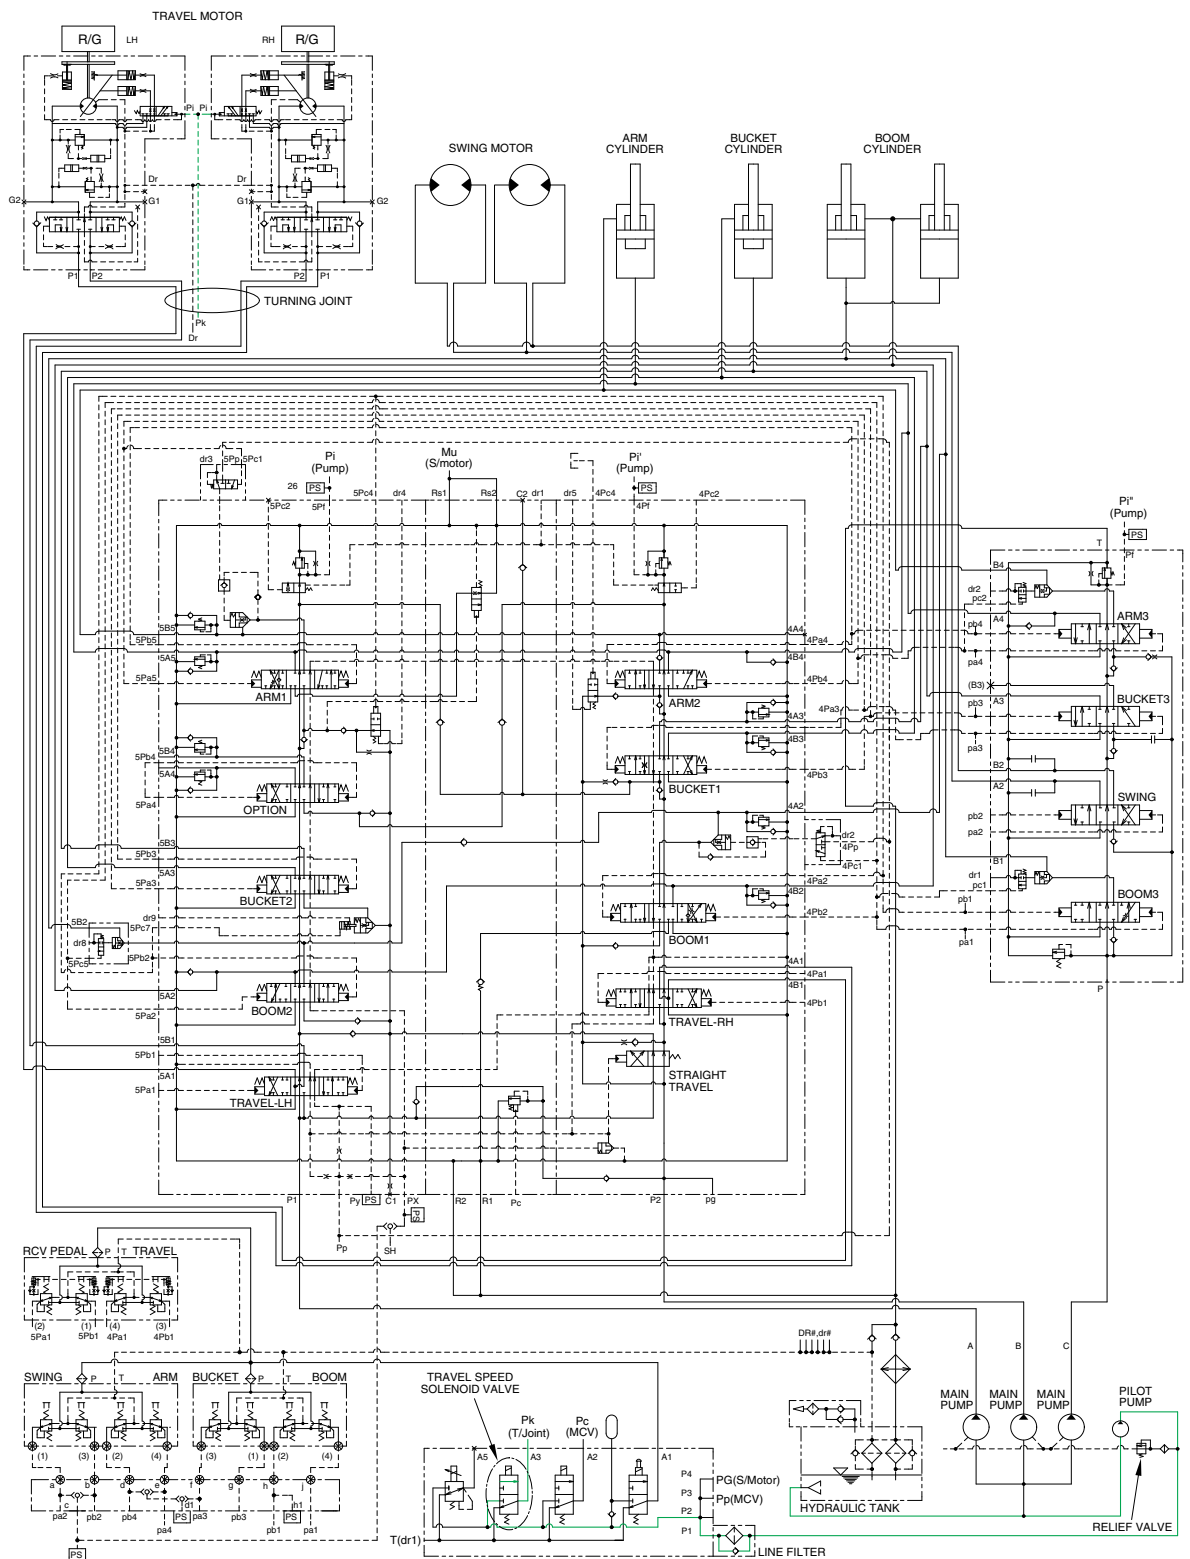 TRAVEL MOTOR
R/G
LH
RH
R/G
Pi
Pi
Dr
Dr
G2
G1
G1
G2
P1
P2
P2
P1
TURNING JOINT
Pk
Dr
SWING MOTOR
ARM
CYLINDER
BUCKET
CYLINDER
BOOM
CYLINDER
dr3
5Pp
5Pc1
Pi
(Pump)
26
PS
5Pc2
5Pf
5Pc4
dr4
Mu
(S/motor)
Rs1
Rs2
C2
dr1
dr5
4Pc4
Pi'
(Pump)
PS
4Pf
4Pc2
Pi"
(Pump)
PS
T
Pf
B4
dr2
pc2
A4
pb4
ARM3
pa4
(B3)
A3
pb3
BUCKET3
pa3
B2
A2
SWING
pb2
pa2
B1
dr1
pc1
BOOM3
pb1
pa1
P
5B5
5Pb5
5A5
5Pa5
ARM1
4A4
4Pa4
4B4
4Pb4
ARM2
4Pa3
4A3
4B3
4Pb3
BUCKET1
5B4
5Pb4
5A4
5Pa4
OPTION
4A2
dr2
4Pp
4Pc1
5B3
5Pb3
5A3
5Pa3
BUCKET2
4Pa2
4B2
4Pb2
BOOM1
5B2
dr9
5Pc7
dr8
5Pc5
5Pb2
5A2
5Pa2
BOOM2
4A1
4Pa1
4B1
4Pb1
TRAVEL-RH
5B1
5Pb1
5A1
5Pa1
TRAVEL-LH
STRAIGHT
TRAVEL
P1
Py
PS
C1
PX
PS
R2
R1
Pc
P2
pg
Pp
SH
RCV PEDAL
P
T
TRAVEL
(2)
(1)
(4)
(3)
5Pa1
5Pb1
4Pa1
4Pb1
SWING
P
T
ARM
BUCKET
P
T
BOOM
(1)
(3)
(2)
(4)
(3)
(1)
(2)
(4)
a
b
d
e
f
g
h
j
c
d1
h1
pa2
pb2
pb4
PS
pa3
pb3
PS
pa4
pb1
pa1
PS
TRAVEL SPEED
SOLENOID VALVE
Pk
(T/Joint)
Pc
(MCV)
A5
A3
A2
A1
P4
P3
P2
P1
PG(S/Motor)
Pp(MCV)
T(dr1)
LINE FILTER
DR#,dr#
HYDRAULIC TANK
A
B
C
MAIN
PUMP
MAIN
PUMP
MAIN
PUMP
PILOT
PUMP
RELIEF VALVE